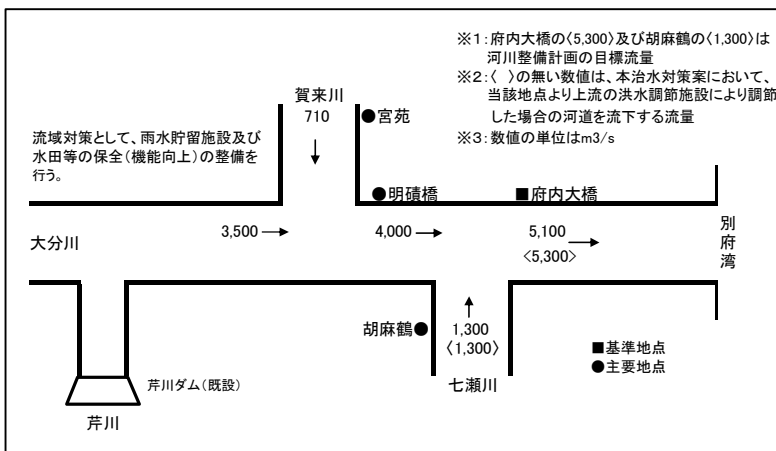 ※1:府内大橋の〈5,300〉及び胡麻鶴の〈1,300〉は
河川整備計画の目標流量
※2:〈 〉の無い数値は、本治水対策案において、
当該地点より上流の洪水調節施設により調節
した場合の河道を流下する流量
※3:数値の単位はm3/s
賀来川
710
●宮苑
流域対策として、雨水貯留施設及び
水田等の保全(機能向上)の整備を
行う。
●明磧橋
■府内大橋
大分川
3,500
4,000
5,100
<5,300>
別府湾
胡麻鶴●
1,300
〈1,300〉
七瀬川
■基準地点
●主要地点
芹川ダム(既設)
芹川